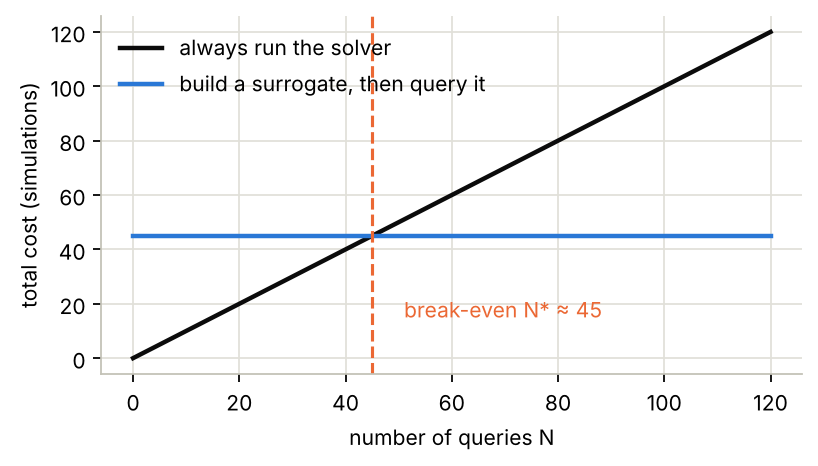 always run the solver
build a surrogate, then query it
total cost (simulations)
120
100
80
60
40
20
0
break-even N* ≈ 45
0 20 40 60 80 100 120
number of queries N